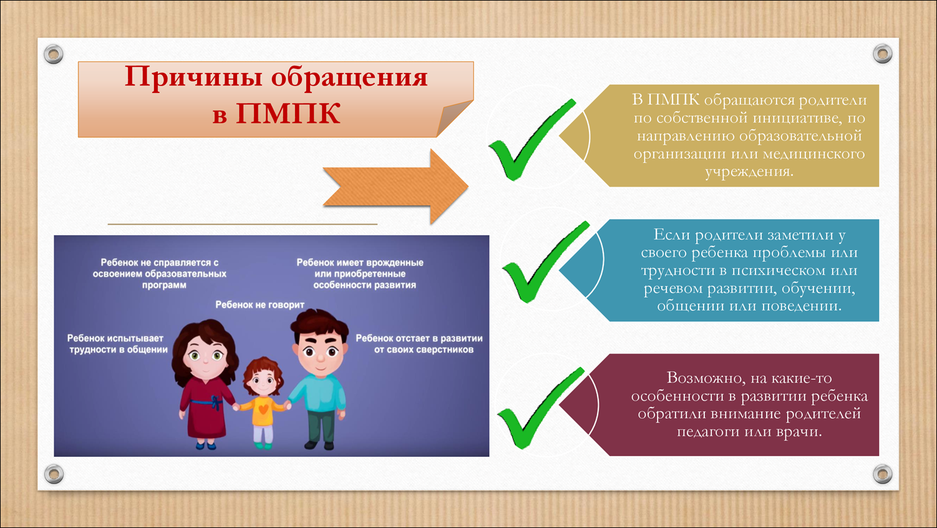 Причины обращения
в ПМПК
В ПМПК обращаются родители
по собственной инициативе, по
направлению образовательной
организации или медицинского
учреждения.
Если родители заметили у
своего ребенка проблемы или
трудности в психическом или
речевом развитии, обучении,
общении или поведении.
Возможно, на какие-то
особенности в развитии ребенка
обратили внимание родителей
педагоги или врачи.
Ребенок не справляется с
освоением образовательных
программ
Ребенок имеет врожденные
или приобретенные
особенности развития
Ребенок не говорит
Ребенок испытывает
трудности в общении
Ребенок отстает в развитии
от своих сверстников